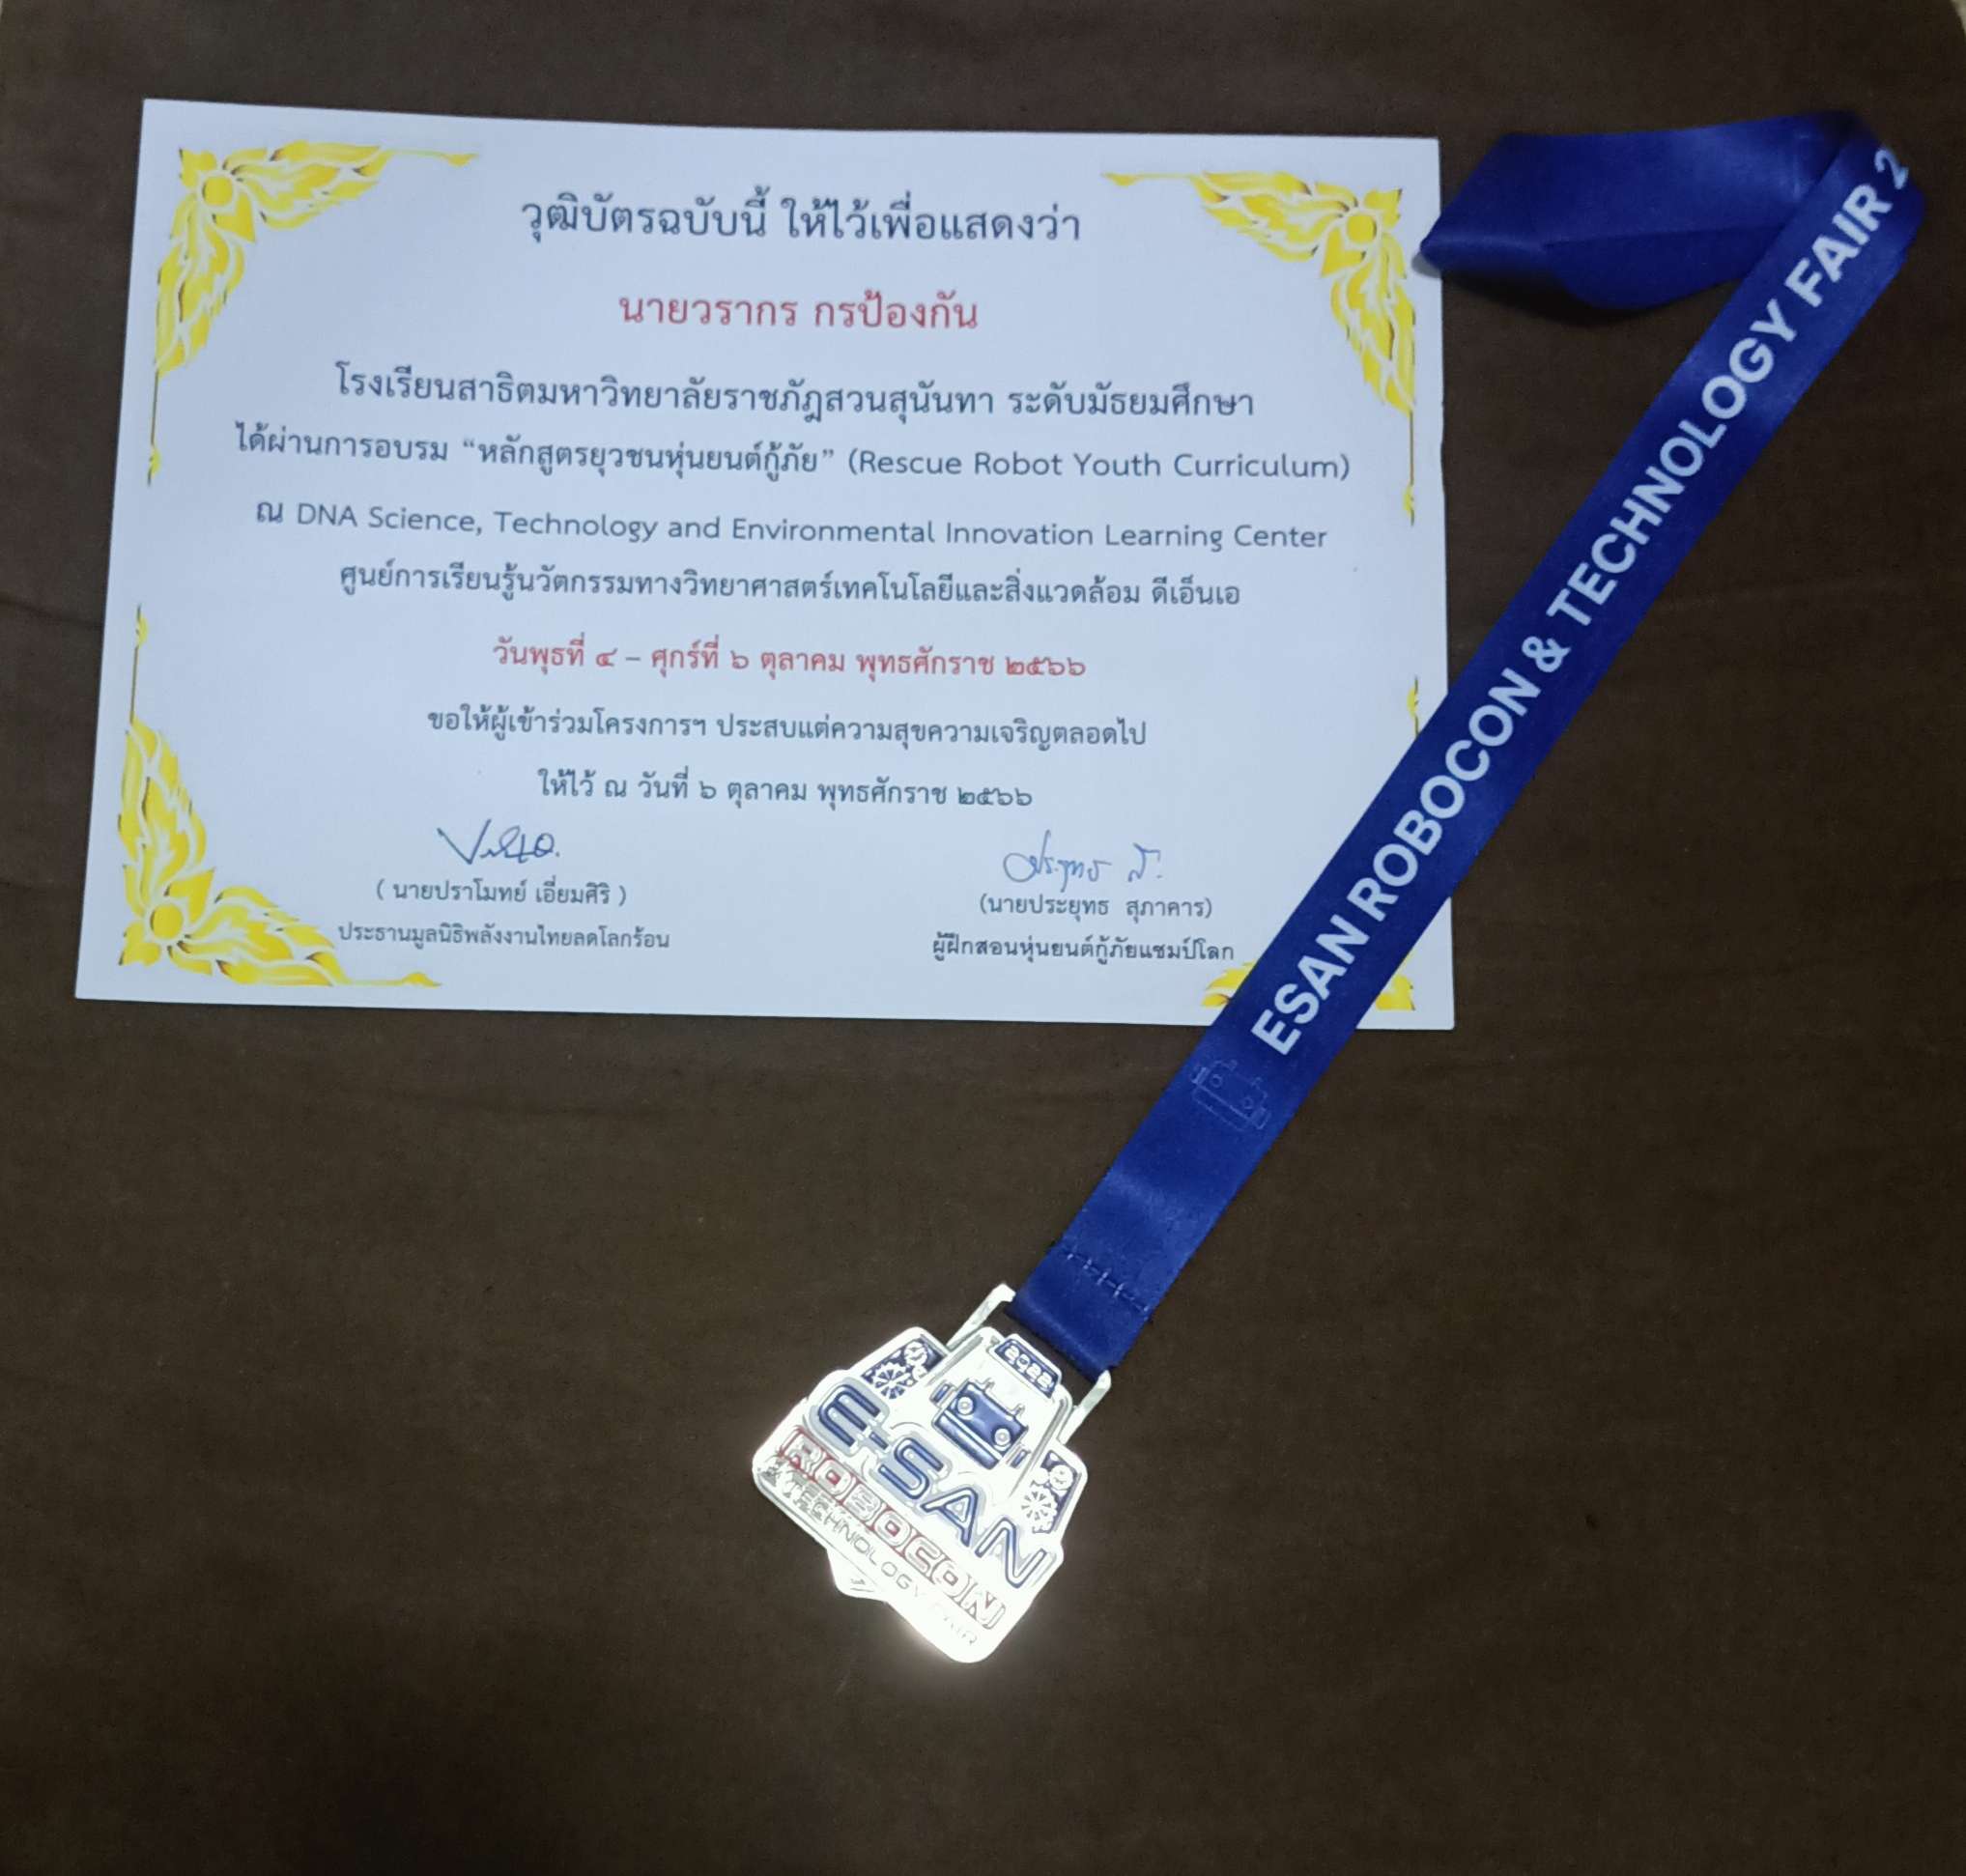 วุฒิบัตรฉบับนี้ ให้ไว้เพื่อแสดงว่า
นายวรากร กรป้องกัน
โรงเรียนสาธิตมหาวิทยาลัยราชภัฏสวนสุนันทา ระดับมัธยมศึกษา
ได้ผ่านการอบรม “หลักสูตรยุวชนหุ่นยนต์กู้ภัย” (Rescue Robot Youth Curriculum)
ณ DNA Science, Technology and Environmental Innovation Learning Center
ศูนย์การเรียนรู้นวัตกรรมทางวิทยาศาสตร์เทคโนโลยีและสิ่งแวดล้อม ดีเอ็นเอ
วันพุธที่ ๔ – ศุกร์ที่ ๖ ตุลาคม พุทธศักราช ๒๕๖๖
ขอให้ผู้เข้าร่วมโครงการฯ ประสบแต่ความสุขความเจริญตลอดไป
ให้ไว้ ณ วันที่ ๖ ตุลาคม พุทธศักราช ๒๕๖๖
( นายปราโมทย์ เอี่ยมศิริ )
ประธานมูลนิธิพลังงานไทยลดโลกร้อน
(นายประยุทธ สุภาคาร)
ผู้ฝึกสอนหุ่นยนต์กู้ภัยแชมป์โลก
ESAN ROBOCON & TECHNOLOGY FAIR 2
E-SAN
ROBOCON
& TECHNOLOGY FAIR